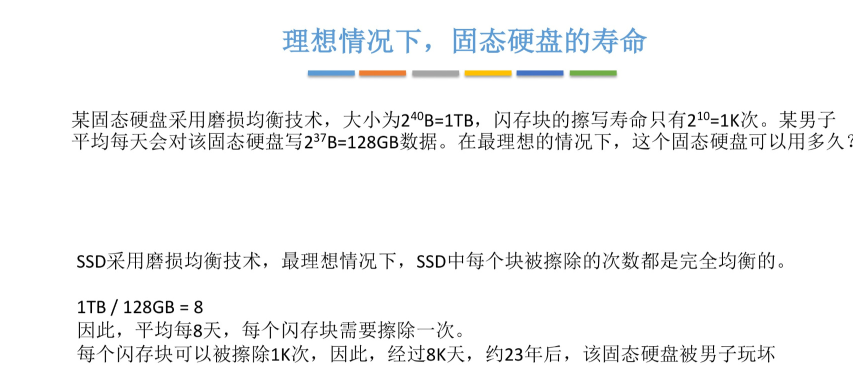 理想情况下，固态硬盘的寿命
某固态硬盘采用磨损均衡技术，大小为2⁴⁰B=1TB，闪存块的擦写寿命只有2¹⁰=1K次。某男子
平均每天会对该固态硬盘写2³⁷B=128GB数据。在最理想的情况下，这个固态硬盘可以用多久？
SSD采用磨损均衡技术，最理想情况下，SSD中每个块被擦除的次数都是完全均衡的。
1TB / 128GB = 8
因此，平均每8天，每个闪存块需要擦除一次。
每个闪存块可以被擦除1K次，因此，经过8K天，约23年后，该固态硬盘被男子玩坏